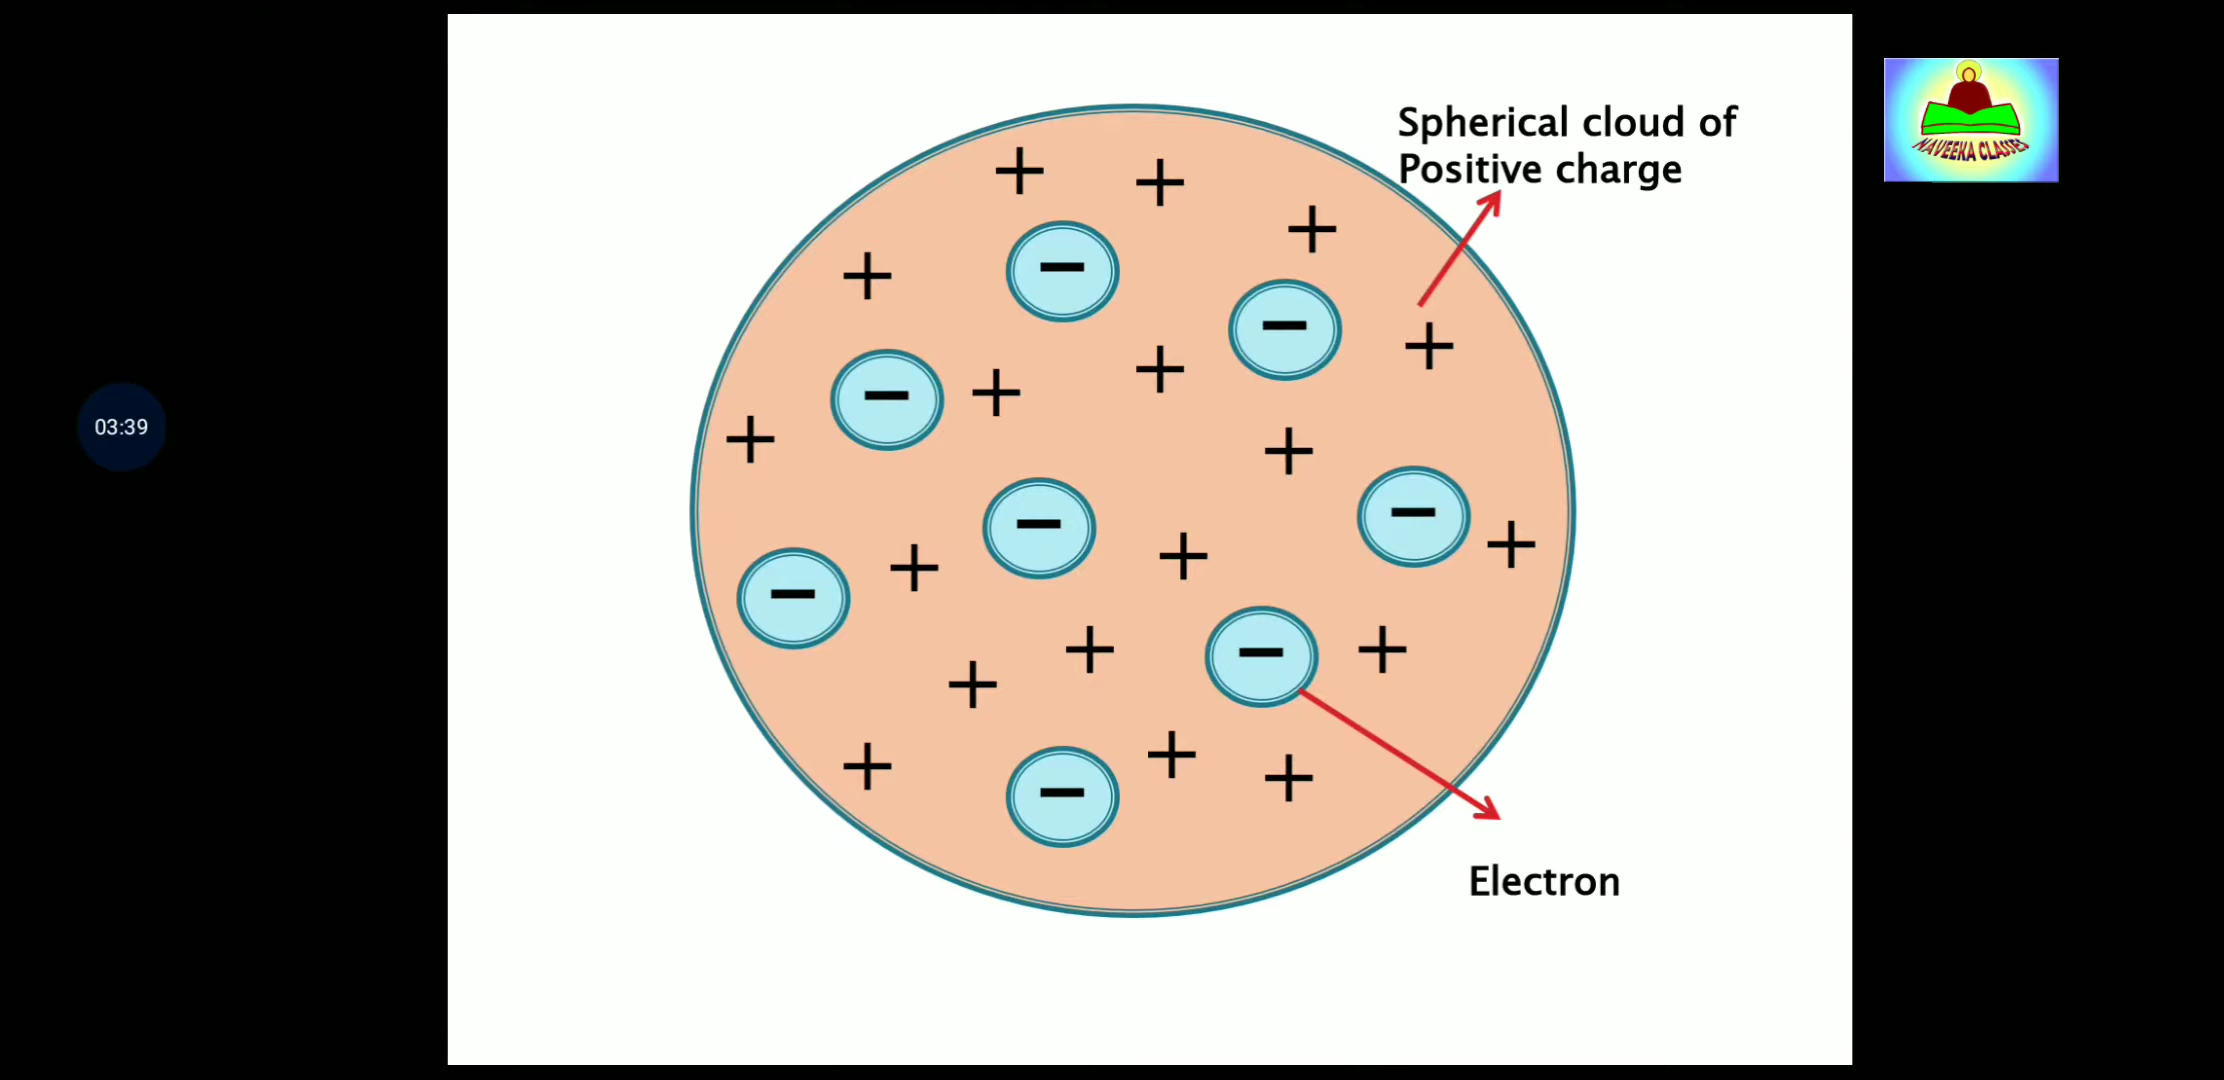 Spherical cloud of
Positive charge
NAVEEKA CLASSES
03:39
Electron